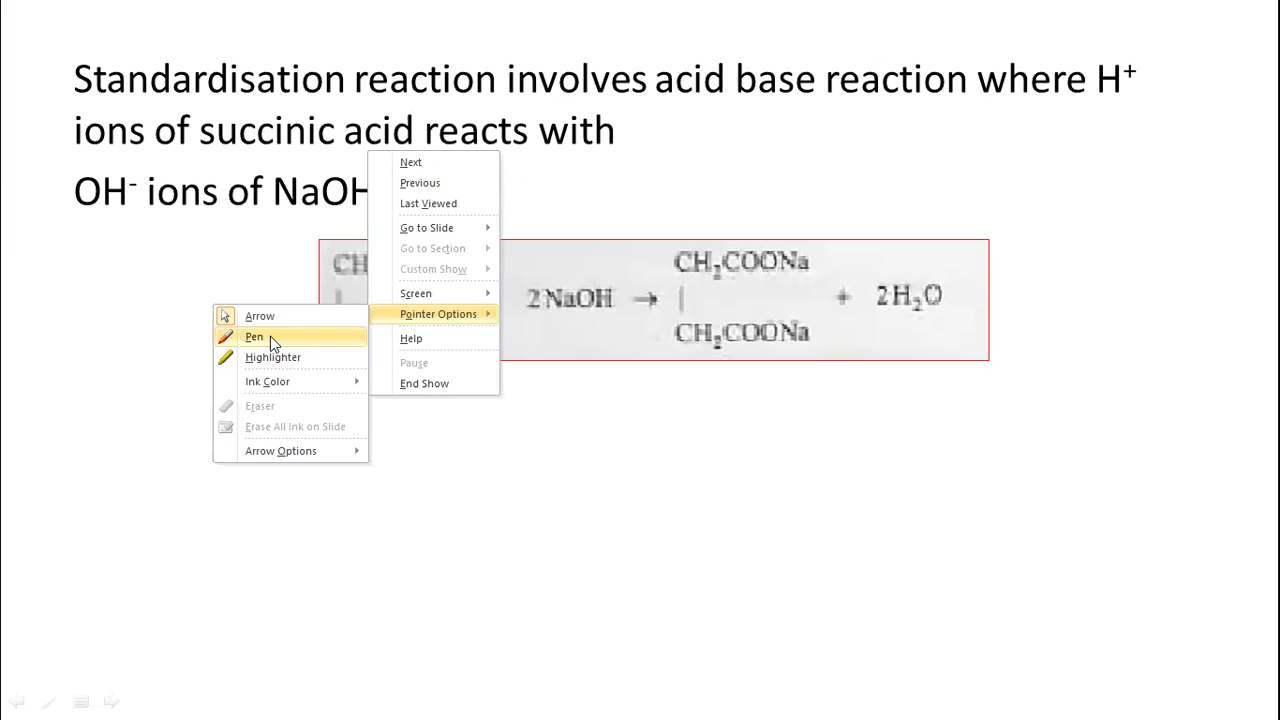 Standardisation reaction involves acid base reaction where H⁺
ions of succinic acid reacts with
OH⁻ ions of NaOH
Next
Previous
Last Viewed
Go to Slide
Go to Section
Custom Show
Screen
Pointer Options
Help
Pause
End Show
Arrow
Pen
Highlighter
Ink Color
Eraser
Erase All Ink on Slide
Arrow Options
CH
CH₂COONa
2NaOH → | + 2H₂O
CH₂COONa